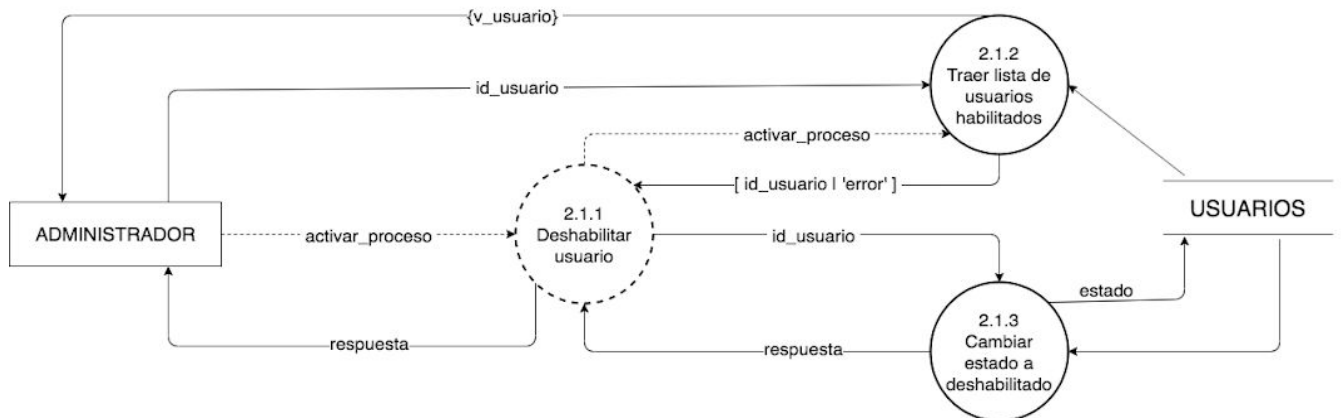 {v_usuario}
2.1.2
Traer lista de
usuarios
habilitados
id_usuario
activar_proceso
[ id_usuario | 'error' ]
2.1.1
Deshabilitar
usuario
ADMINISTRADOR
activar_proceso
id_usuario
USUARIOS
estado
2.1.3
Cambiar
estado a
deshabilitado
respuesta
respuesta